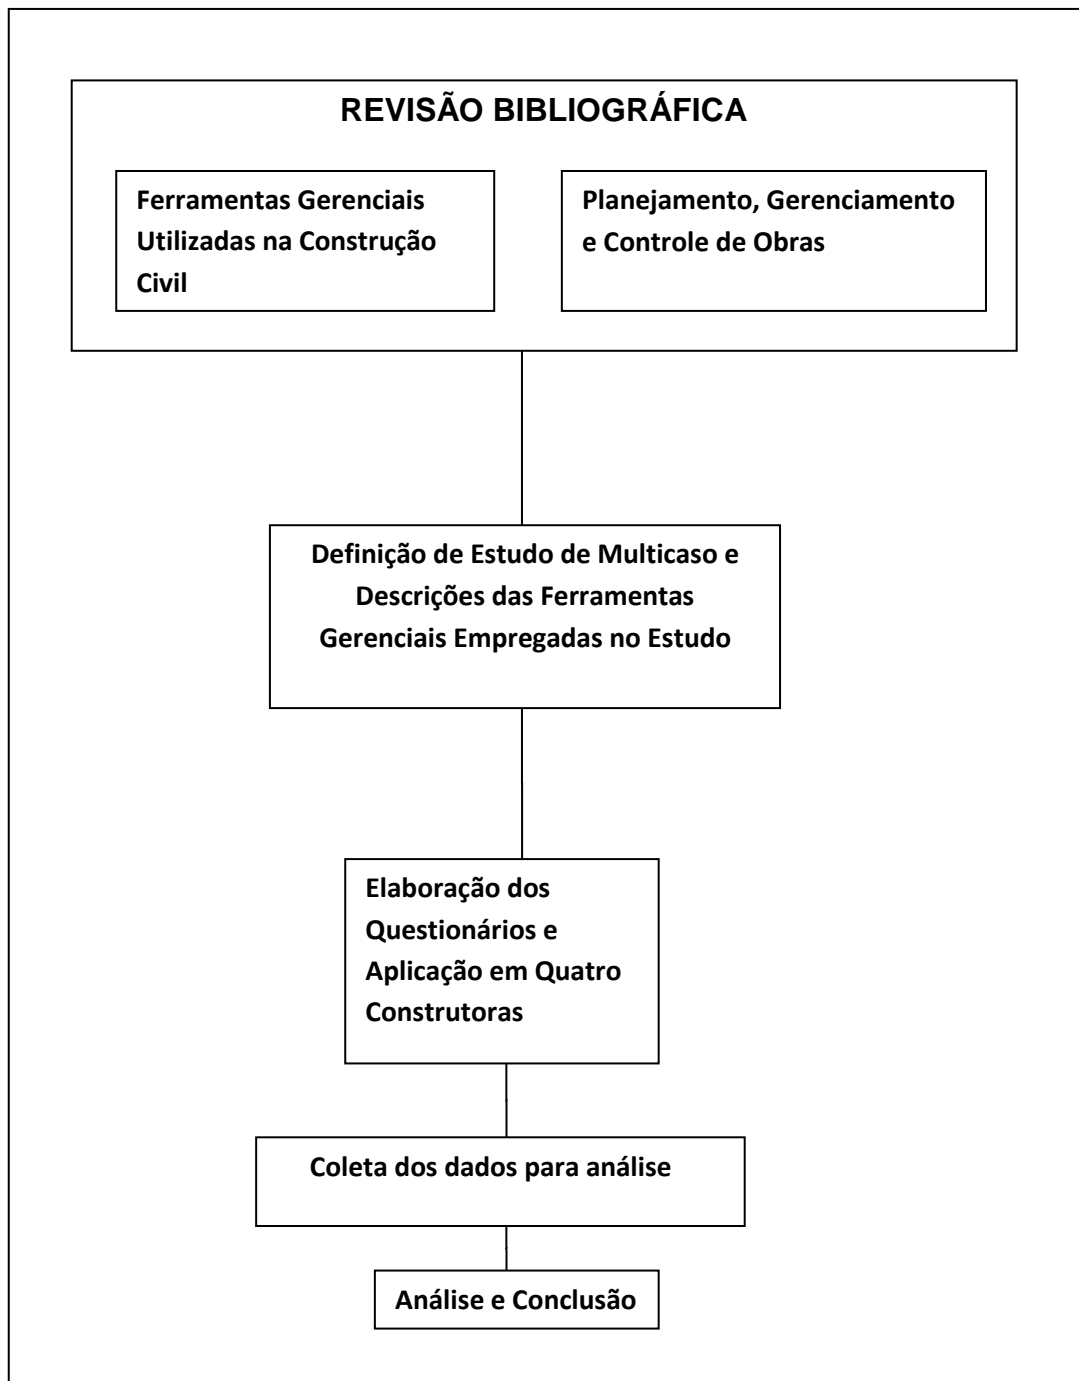 REVISÃO BIBLIOGRÁFICA
Ferramentas Gerenciais
Utilizadas na Construção
Civil
Planejamento, Gerenciamento
e Controle de Obras
Definição de Estudo de Multicaso e
Descrições das Ferramentas
Gerenciais Empregadas no Estudo
Elaboração dos
Questionários e
Aplicação em Quatro
Construtoras
Coleta dos dados para análise
Análise e Conclusão